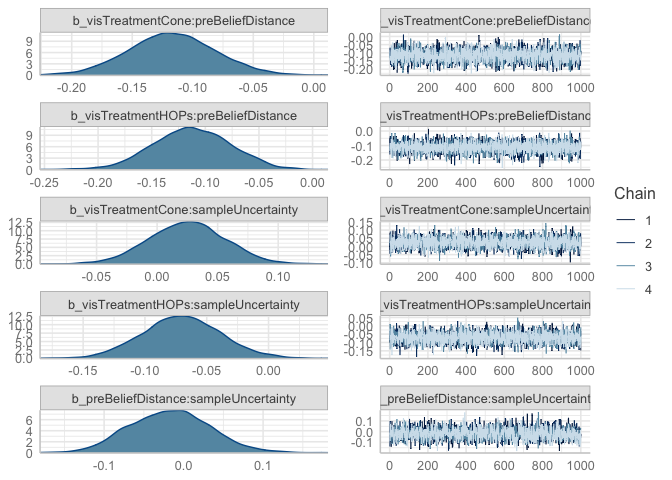 b_visTreatmentCone:preBeliefDistance
9
6
3
0
-0.20 -0.15 -0.10 -0.05 0.00
_visTreatmentCone:preBeliefDistanc
0.00
-0.05
-0.10
-0.15
-0.20
0 200 400 600 800 1000
b_visTreatmentHOPs:preBeliefDistance
9
6
3
0
-0.25 -0.20 -0.15 -0.10 -0.05 0.00
_visTreatmentHOPs:preBeliefDistanc
0.0
-0.1
-0.2
0 200 400 600 800 1000
b_visTreatmentCone:sampleUncertainty
12.5
10.0
7.5
5.0
2.5
0.0
-0.05 0.00 0.05 0.10
_visTreatmentCone:sampleUncertaint
0.15
0.10
0.05
0.00
-0.05
-0.10
0 200 400 600 800 1000
b_visTreatmentHOPs:sampleUncertainty
12.5
10.0
7.5
5.0
2.5
0.0
-0.15 -0.10 -0.05 0.00
_visTreatmentHOPs:sampleUncertain
0.05
0.00
-0.05
-0.10
-0.15
0 200 400 600 800 1000
b_preBeliefDistance:sampleUncertainty
6
4
2
0
-0.1 0.0 0.1
_preBeliefDistance:sampleUncertaint
0.1
0.0
-0.1
0 200 400 600 800 1000
Chain
1
2
3
4